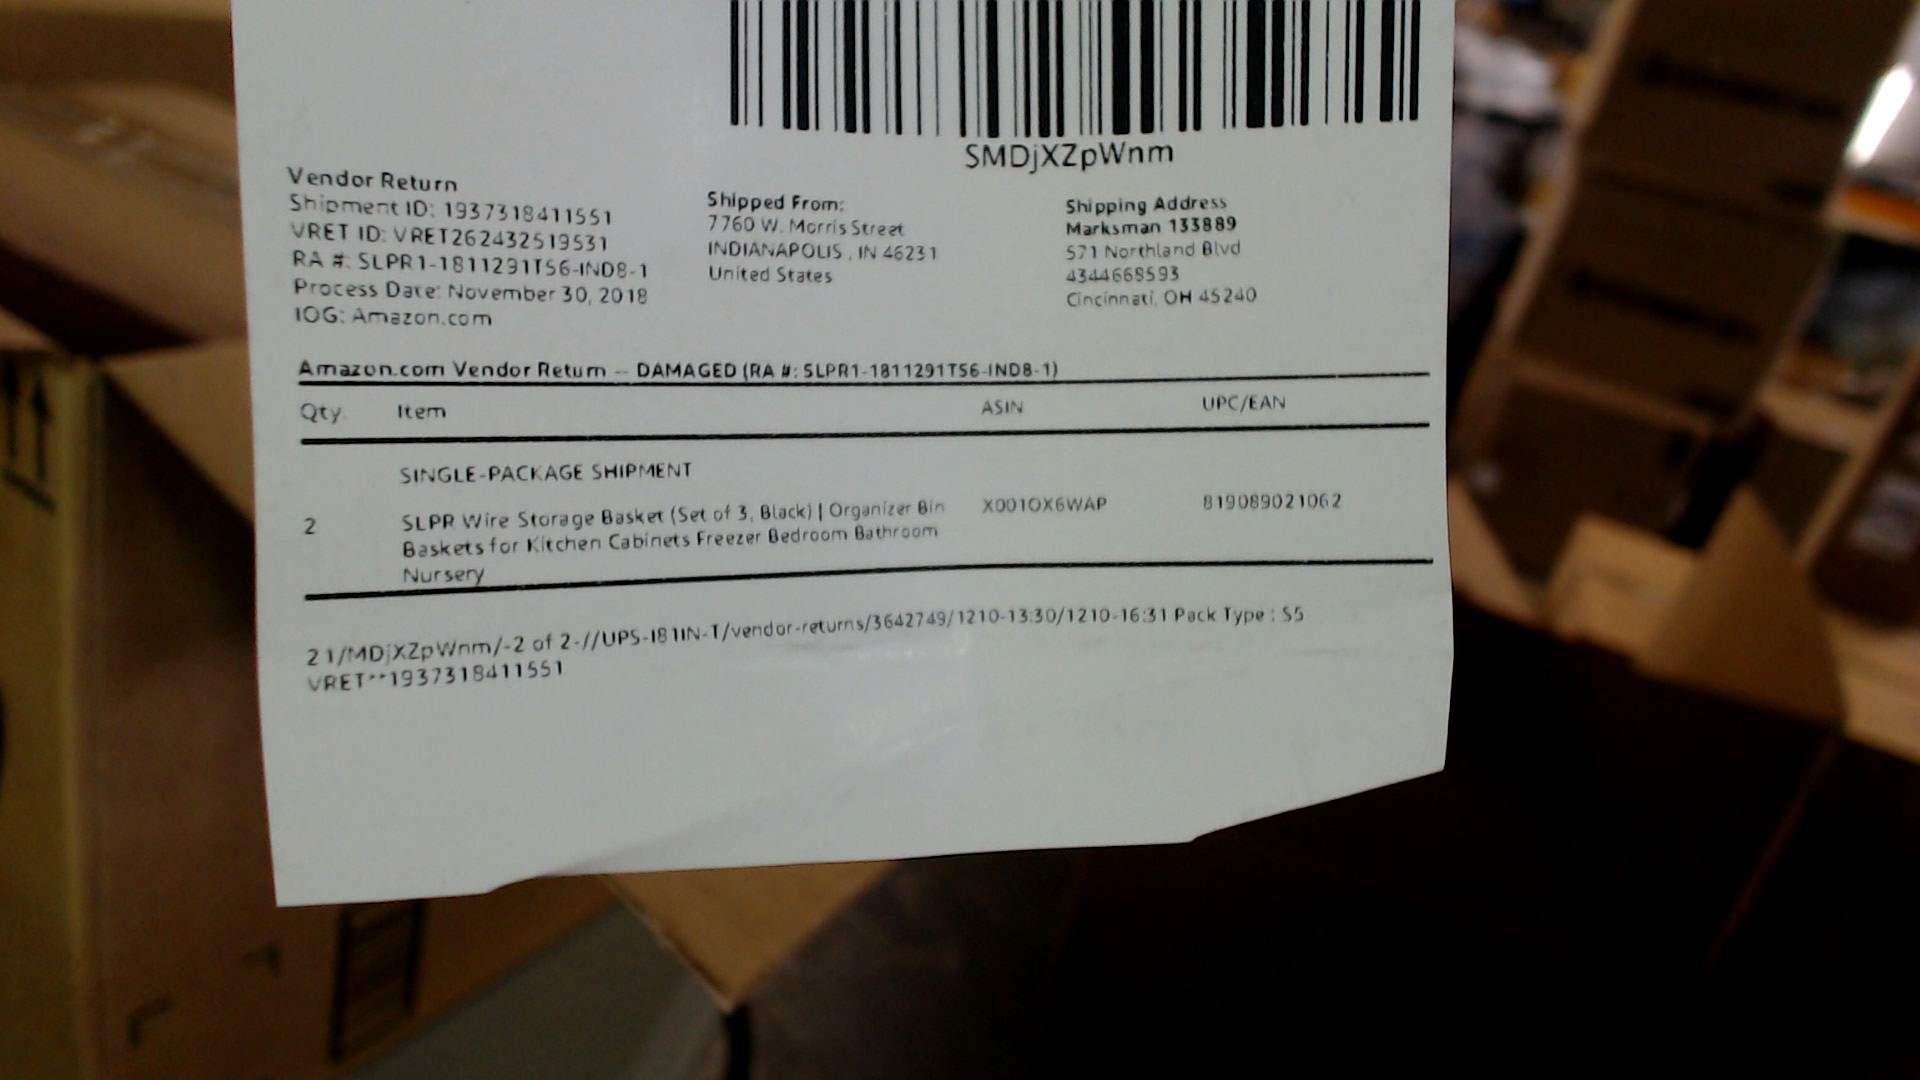 SMDjXZpWnm
Vendor Return
Shipment ID: 1937318411551
VRET ID: VRET262432519531
RA #: SLPR1-1811291TS6-IND8-1
Process Date: November 30, 2018
IOG: Amazon.com
Shipped From:
7760 W. Morris Street
INDIANAPOLIS , IN 46231
United States
Shipping Address
Marksman 133889
571 Northland Blvd
4344668593
Cincinnati, OH 45240
Amazon.com Vendor Return -- DAMAGED (RA #: SLPR1-1811291TS6-IND8-1)
Qty. Item ASIN UPC/EAN
SINGLE-PACKAGE SHIPMENT
2 SLPR Wire Storage Basket (Set of 3, Black) | Organizer Bin X001OX6WAP 819089021062
Baskets for Kitchen Cabinets Freezer Bedroom Bathroom
Nursery
21/MDjXZpWnm/-2 of 2-//UPS-I81IN-T/vendor-returns/3642749/1210-13:30/1210-16:31 Pack Type : S5
VRET**1937318411551